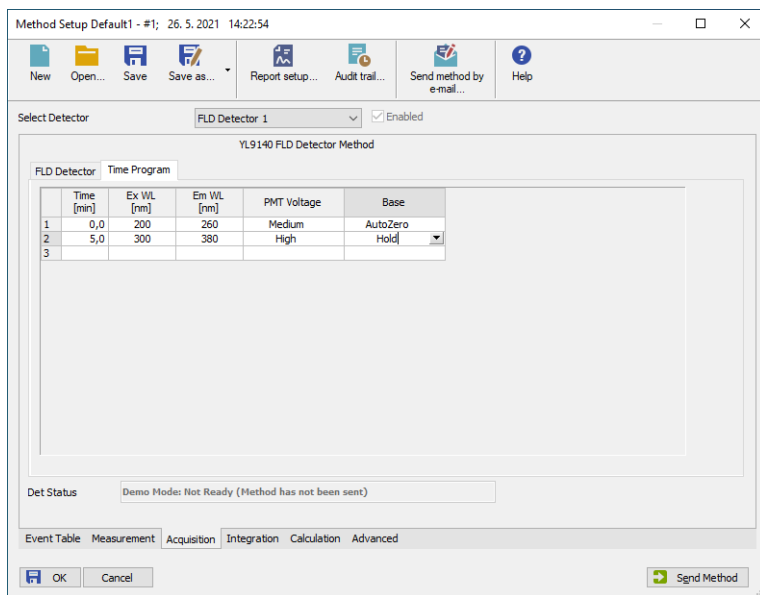 Method Setup Default1 - #1; 26. 5. 2021 14:22:54
New Open... Save Save as... Report setup... Audit trail... Send method by e-mail... Help
Select Detector FLD Detector 1 Enabled
YL9140 FLD Detector Method
FLD Detector Time Program
Time [min] Ex WL [nm] Em WL [nm] PMT Voltage Base
1 0,0 200 260 Medium AutoZero
2 5,0 300 380 High Hold
3
Det Status Demo Mode: Not Ready (Method has not been sent)
Event Table Measurement Acquisition Integration Calculation Advanced
OK Cancel Send Method